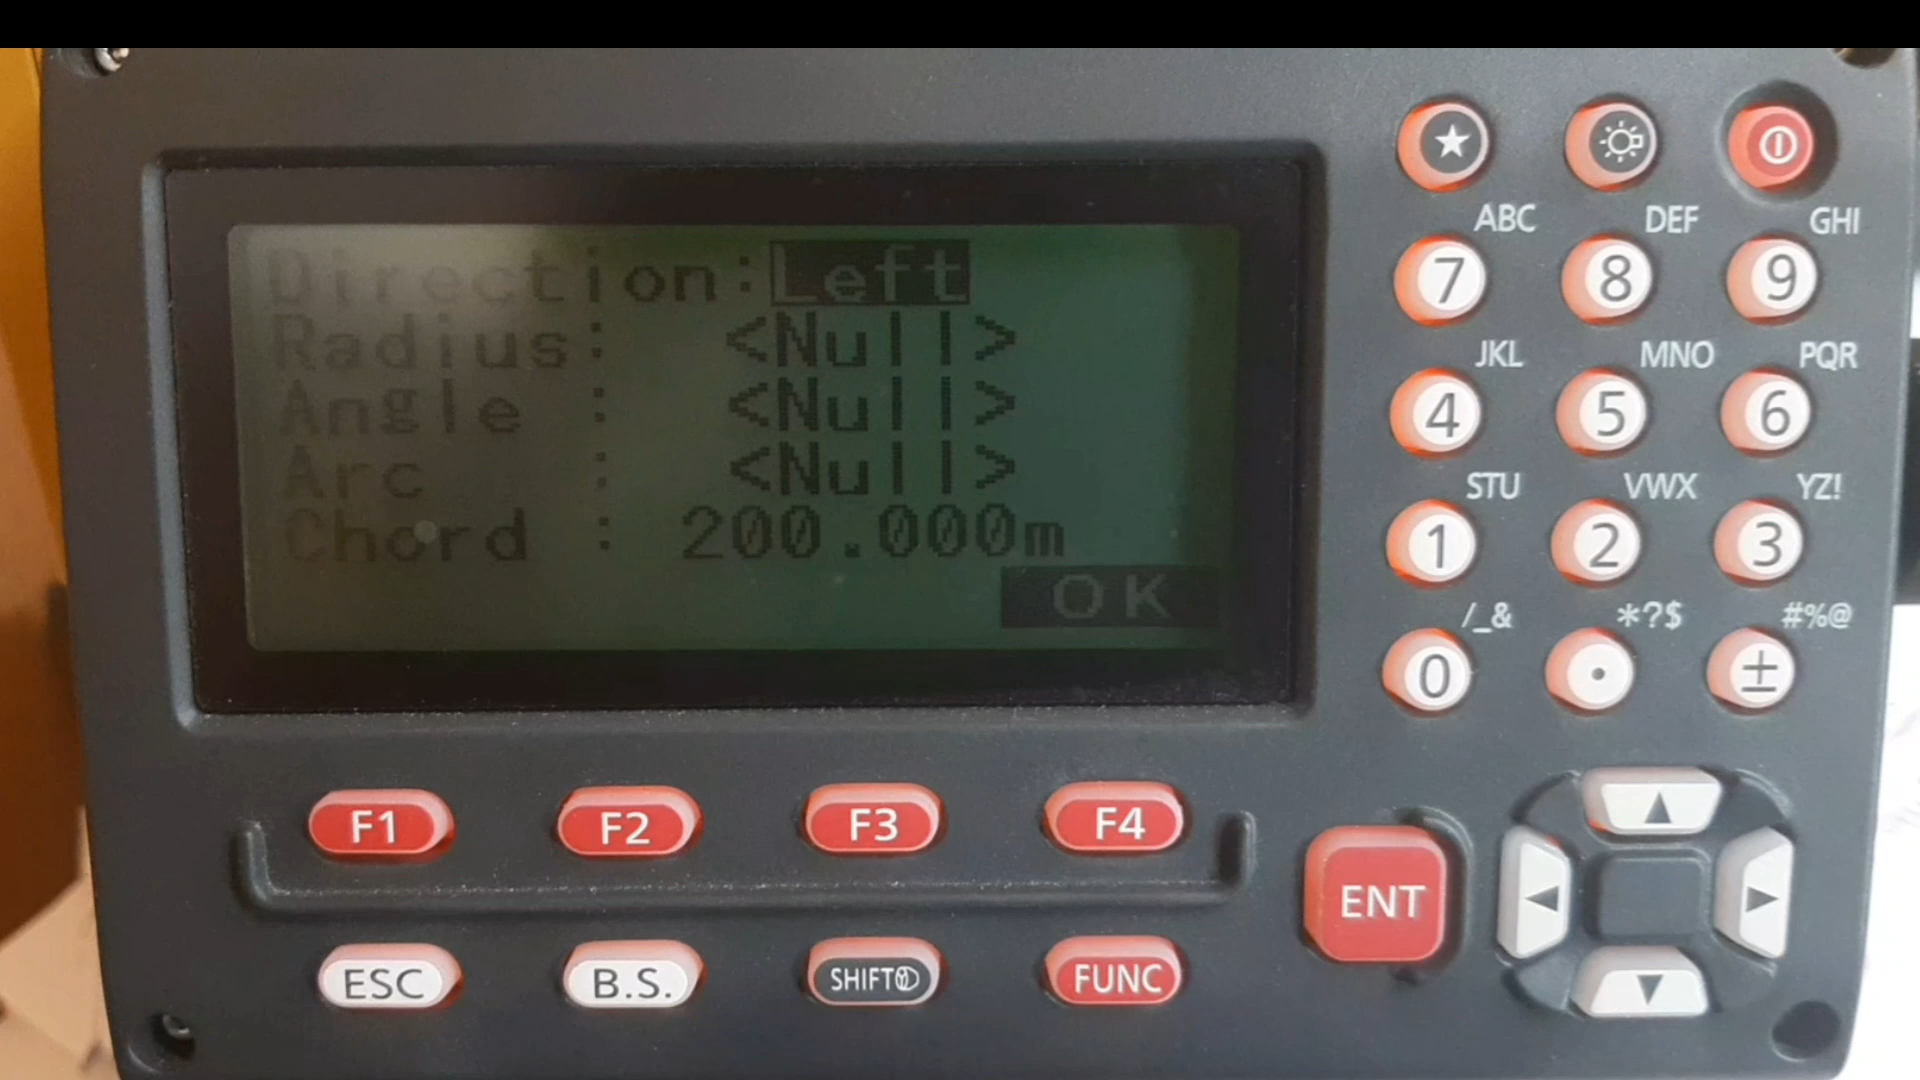 Direction:Left
Radius: <Null>
Angle : <Null>
Arc : <Null>
Chord : 200.000m
OK
ABC DEF GHI
7 8 9
JKL MNO PQR
4 5 6
STU VWX YZ!
1 2 3
/_& *?$ #%@
0 . ±
F1 F2 F3 F4
ENT
ESC B.S. SHIFT FUNC